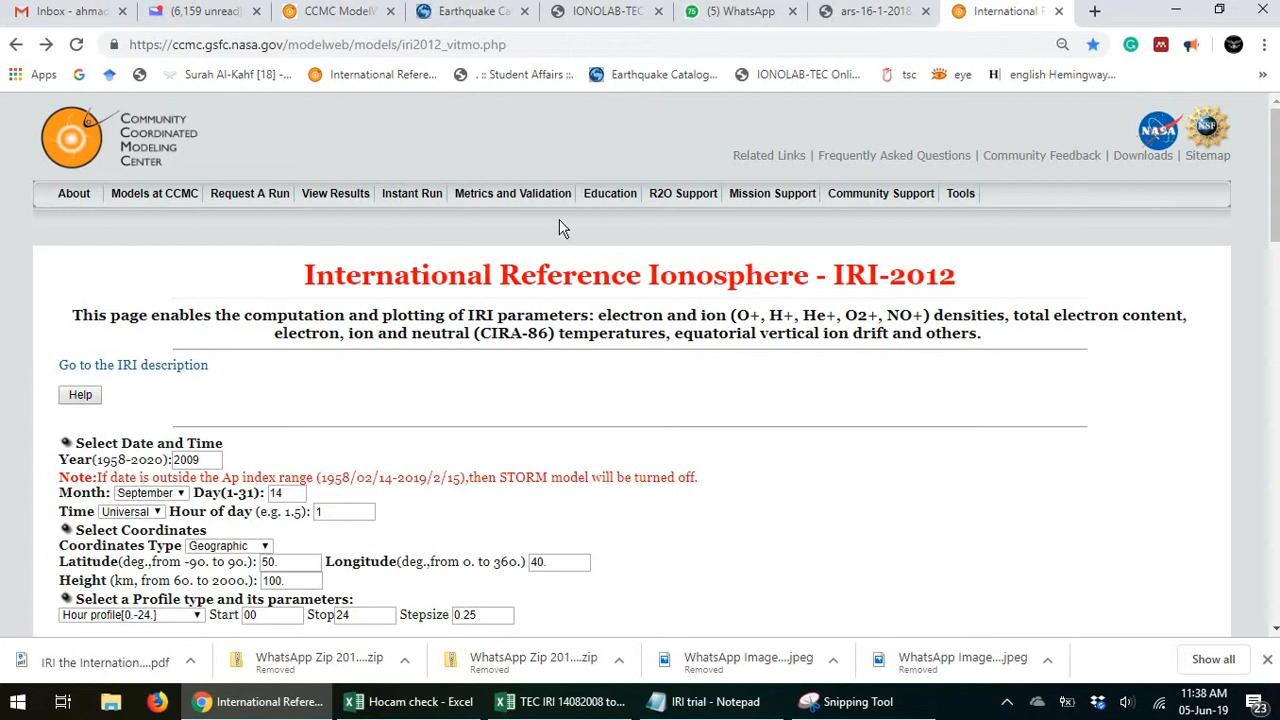 Inbox - ahmad
(6,159 unread)
CCMC ModelW
Earthquake Ca
IONOLAB-TEC
(5) WhatsApp
ars-16-1-2018
International R
https://ccmc.gsfc.nasa.gov/modelweb/models/iri2012_vitmo.php
Apps
Surah Al-Kahf [18] -...
International Refere...
. :: Student Affairs ::.
Earthquake Catalog...
IONOLAB-TEC Onli...
tsc
eye
english Hemingway...
COMMUNITY
COORDINATED
MODELING
CENTER
NASA
NSF
Related Links | Frequently Asked Questions | Community Feedback | Downloads | Sitemap
About | Models at CCMC | Request A Run | View Results | Instant Run | Metrics and Validation | Education | R2O Support | Mission Support | Community Support | Tools
International Reference Ionosphere - IRI-2012
This page enables the computation and plotting of IRI parameters: electron and ion (O+, H+, He+, O2+, NO+) densities, total electron content,
electron, ion and neutral (CIRA-86) temperatures, equatorial vertical ion drift and others.
Go to the IRI description
Help
Select Date and Time
Year(1958-2020): 2009
Note:If date is outside the Ap index range (1958/02/14-2019/2/15),then STORM model will be turned off.
Month: September Day(1-31): 14
Time Universal Hour of day (e.g. 1.5): 1
Select Coordinates
Coordinates Type Geographic
Latitude(deg.,from -90. to 90.): 50. Longitude(deg.,from 0. to 360.) 40.
Height (km, from 60. to 2000.): 100.
Select a Profile type and its parameters:
Hour profile[0.-24.] Start 00 Stop 24 Stepsize 0.25
IRI the Internation....pdf
WhatsApp Zip 201....zip
Removed
WhatsApp Zip 201....zip
Removed
WhatsApp Image....jpeg
Removed
WhatsApp Image....jpeg
Removed
Show all
International Refere...
Hocam check - Excel
TEC IRI 14082008 to...
IRI trial - Notepad
Snipping Tool
11:38 AM
05-Jun-19
23